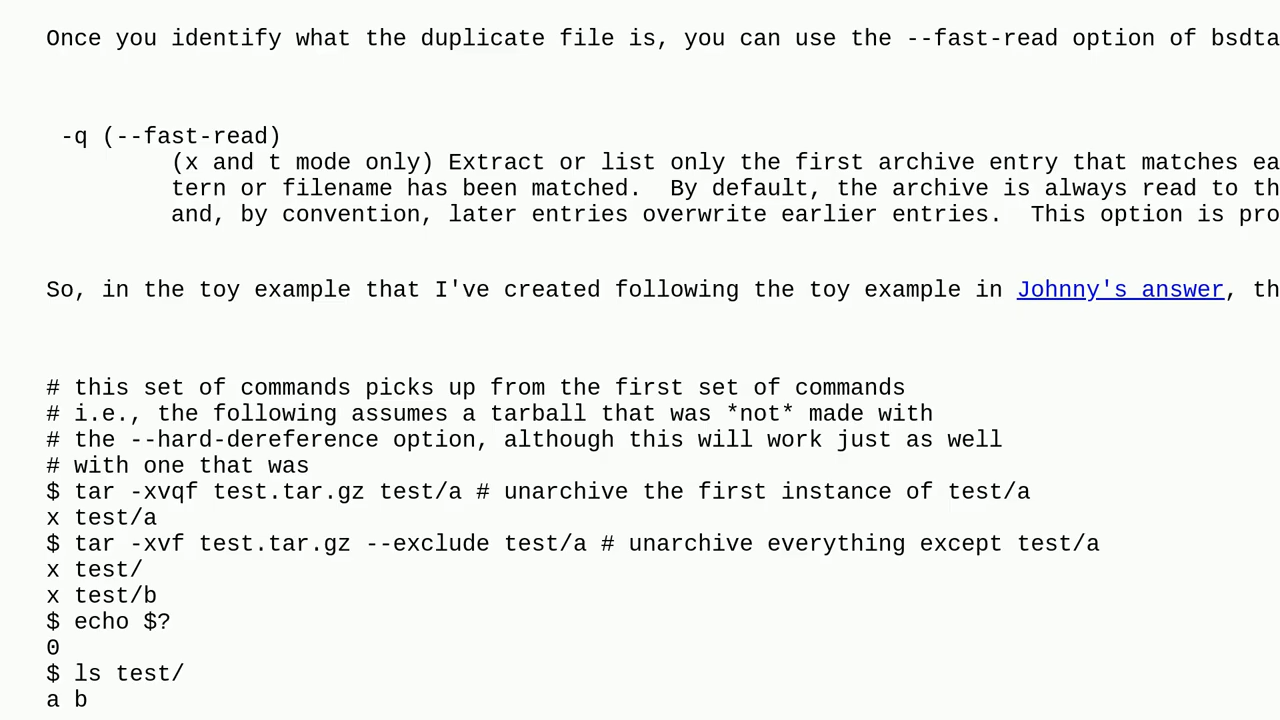 Once you identify what the duplicate file is, you can use the --fast-read option of bsdta
-q (--fast-read)
(x and t mode only) Extract or list only the first archive entry that matches ea
tern or filename has been matched.  By default, the archive is always read to th
and, by convention, later entries overwrite earlier entries.  This option is pro
So, in the toy example that I've created following the toy example in Johnny's answer, th
# this set of commands picks up from the first set of commands
# i.e., the following assumes a tarball that was *not* made with
# the --hard-dereference option, although this will work just as well
# with one that was
$ tar -xvqf test.tar.gz test/a # unarchive the first instance of test/a
x test/a
$ tar -xvf test.tar.gz --exclude test/a # unarchive everything except test/a
x test/
x test/b
$ echo $?
0
$ ls test/
a b